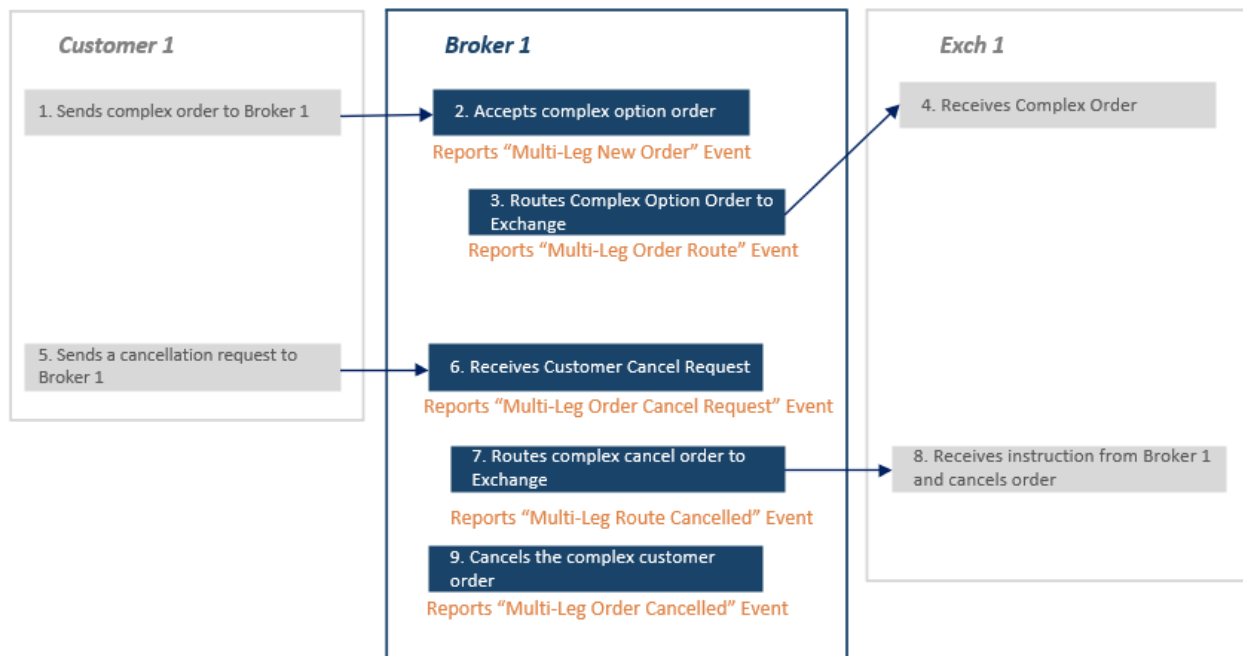 Customer 1
1. Sends complex order to Broker 1
5. Sends a cancellation request to
Broker 1
Broker 1
2. Accepts complex option order
Reports “Multi-Leg New Order” Event
3. Routes Complex Option Order to
Exchange
Reports “Multi-Leg Order Route” Event
6. Receives Customer Cancel Request
Reports “Multi-Leg Order Cancel Request” Event
7. Routes complex cancel order to
Exchange
Reports “Multi-Leg Route Cancelled” Event
9. Cancels the complex customer
order
Reports “Multi-Leg Order Cancelled” Event
Exch 1
4. Receives Complex Order
8. Receives instruction from Broker 1
and cancels order